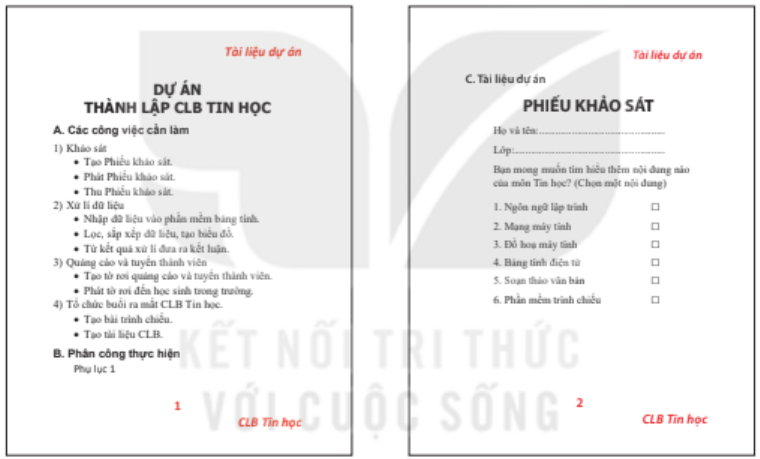 Tài liệu dự án
DỰ ÁN
THÀNH LẬP CLB TIN HỌC
A. Các công việc cần làm
1) Khảo sát
• Tạo Phiếu khảo sát.
• Phát Phiếu khảo sát.
• Thu Phiếu khảo sát.
2) Xử lí dữ liệu
• Nhập dữ liệu vào phần mềm bảng tính.
• Lọc, sắp xếp dữ liệu, tạo biểu đồ.
• Từ kết quả xử lí đưa ra kết luận.
3) Quảng cáo và tuyển thành viên
• Tạo tờ rơi quảng cáo và tuyển thành viên.
• Phát tờ rơi đến học sinh trong trường.
4) Tổ chức buổi ra mắt CLB Tin học.
• Tạo bài trình chiếu.
• Tạo tài liệu CLB.
B. Phân công thực hiện
Phụ lục 1
1
CLB Tin học
Tài liệu dự án
C. Tài liệu dự án
PHIẾU KHẢO SÁT
Họ và tên:..........................................
Lớp:..................................................
Bạn mong muốn tìm hiểu thêm nội dung nào
của môn Tin học? (Chọn một nội dung)
1. Ngôn ngữ lập trình □
2. Mạng máy tính □
3. Đồ hoạ máy tính □
4. Bảng tính điện tử □
5. Soạn thảo văn bản □
6. Phần mềm trình chiếu □
2
CLB Tin học
KẾT NỐI TRI THỨC
VỚI CUỘC SỐNG